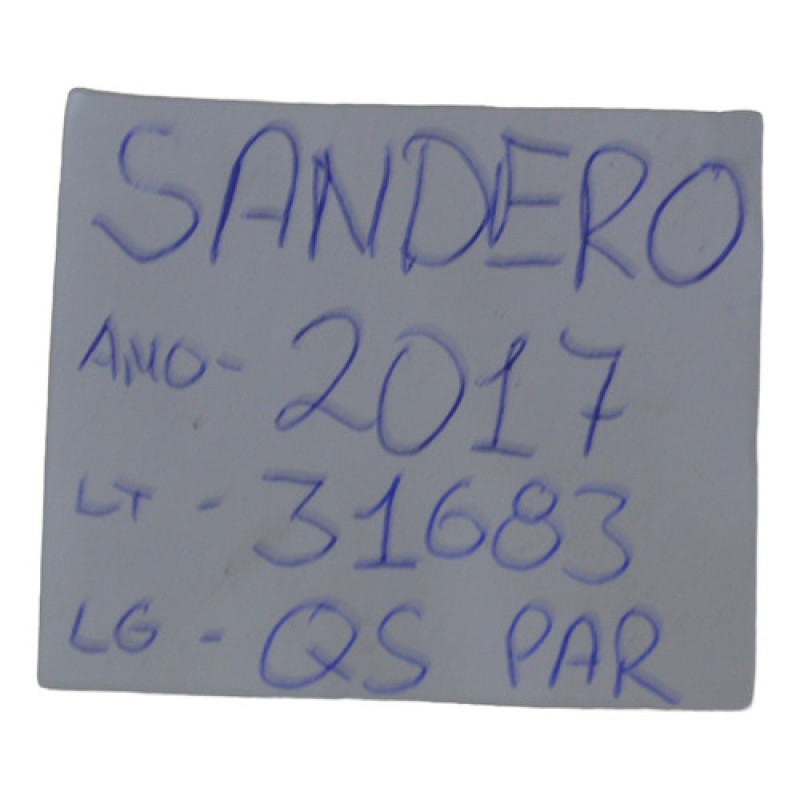 SANDERO
ANO- 2017
LT - 31683
LG - QS PAR